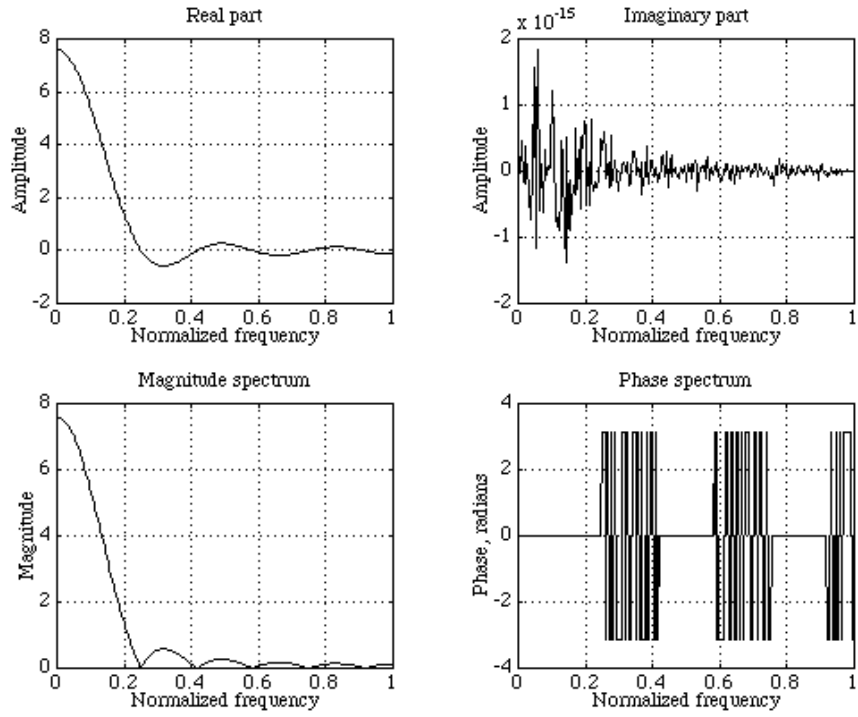 Real part
8
6
4
2
0
-2
Amplitude
0 0.2 0.4 0.6 0.8 1
Normalized frequency
Imaginary part
x 10^-15
2
1
0
-1
-2
Amplitude
0 0.2 0.4 0.6 0.8 1
Normalized frequency
Magnitude spectrum
8
6
4
2
0
Magnitude
0 0.2 0.4 0.6 0.8 1
Normalized frequency
Phase spectrum
4
2
0
-2
-4
Phase, radians
0 0.2 0.4 0.6 0.8 1
Normalized frequency